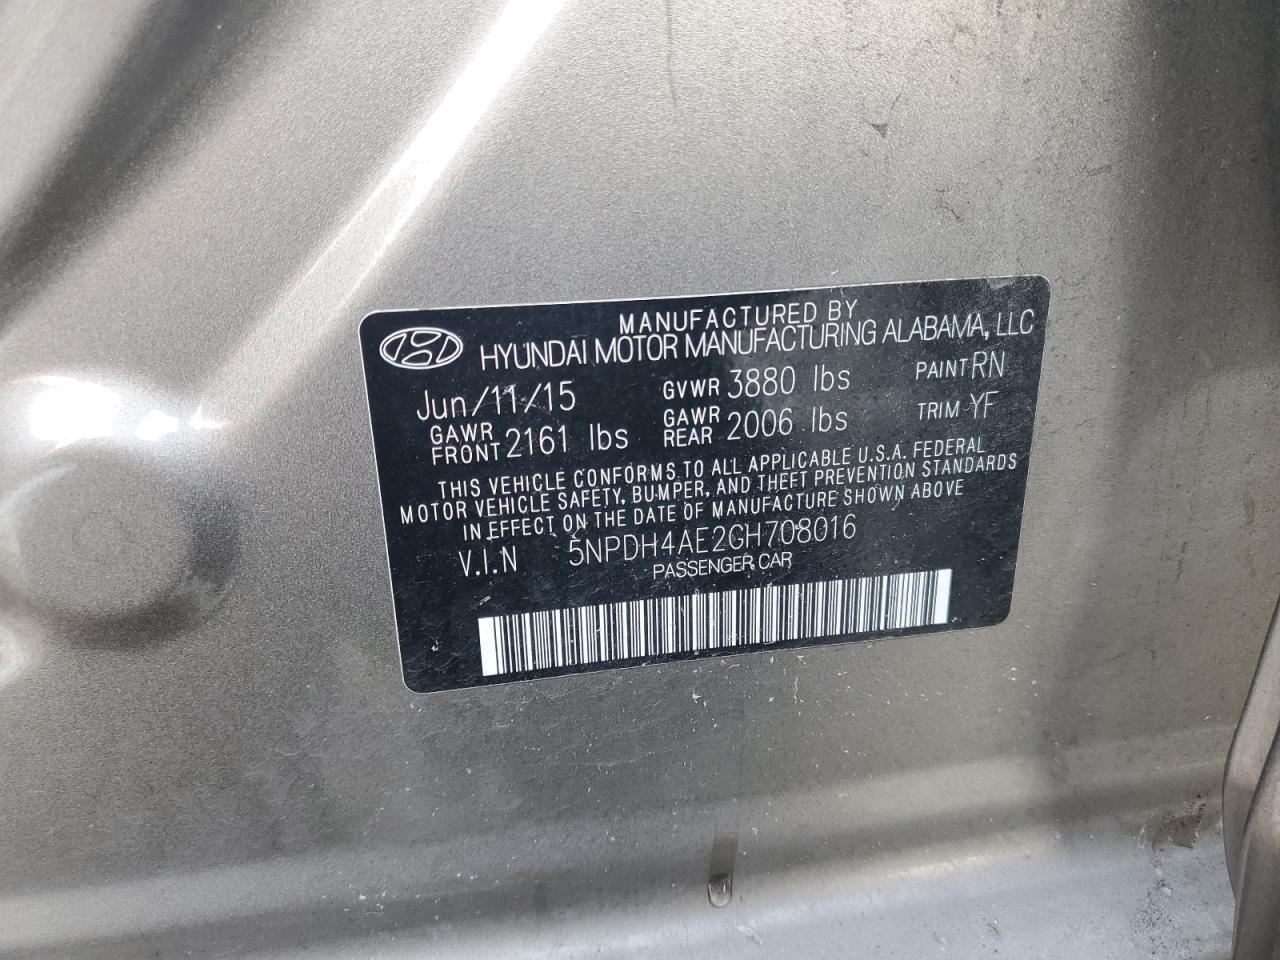 MANUFACTURED BY
HYUNDAI MOTOR MANUFACTURING ALABAMA, LLC
Jun/11/15 GVWR 3880 lbs PAINT RN
GAWR FRONT 2161 lbs GAWR REAR 2006 lbs TRIM YF
THIS VEHICLE CONFORMS TO ALL APPLICABLE U.S.A. FEDERAL
MOTOR VEHICLE SAFETY, BUMPER, AND THEFT PREVENTION STANDARDS
IN EFFECT ON THE DATE OF MANUFACTURE SHOWN ABOVE
V.I.N 5NPDH4AE2GH708016
PASSENGER CAR